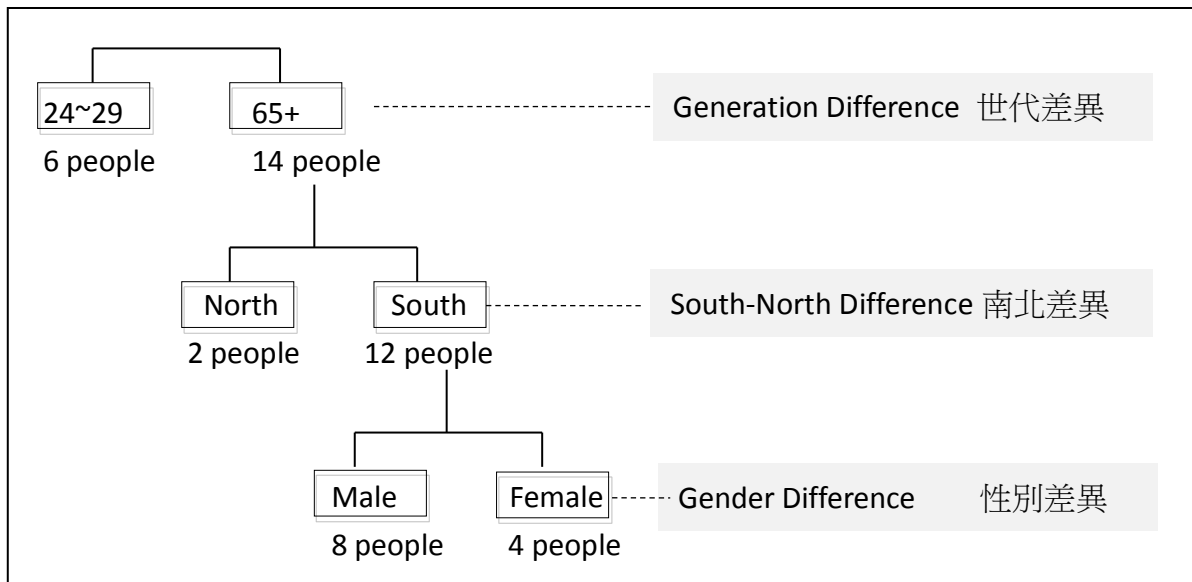 24~29 65+ Generation Difference 世代差異
6 people 14 people
North South South-North Difference 南北差異
2 people 12 people
Male Female Gender Difference 性別差異
8 people 4 people